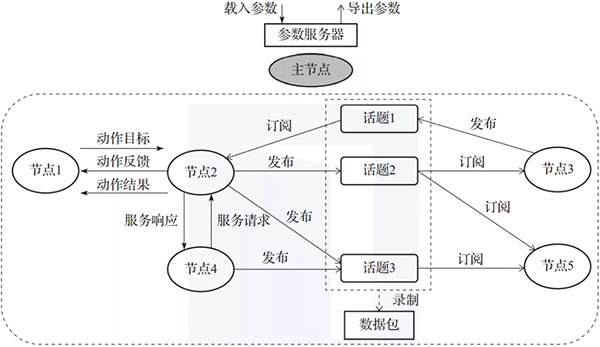 载入参数
导出参数
参数服务器
主节点
话题1
订阅
发布
动作目标
节点1
动作反馈
节点2
发布
话题2
订阅
节点3
动作结果
订阅
服务响应
服务请求
发布
节点4
发布
话题3
订阅
节点5
录制
数据包